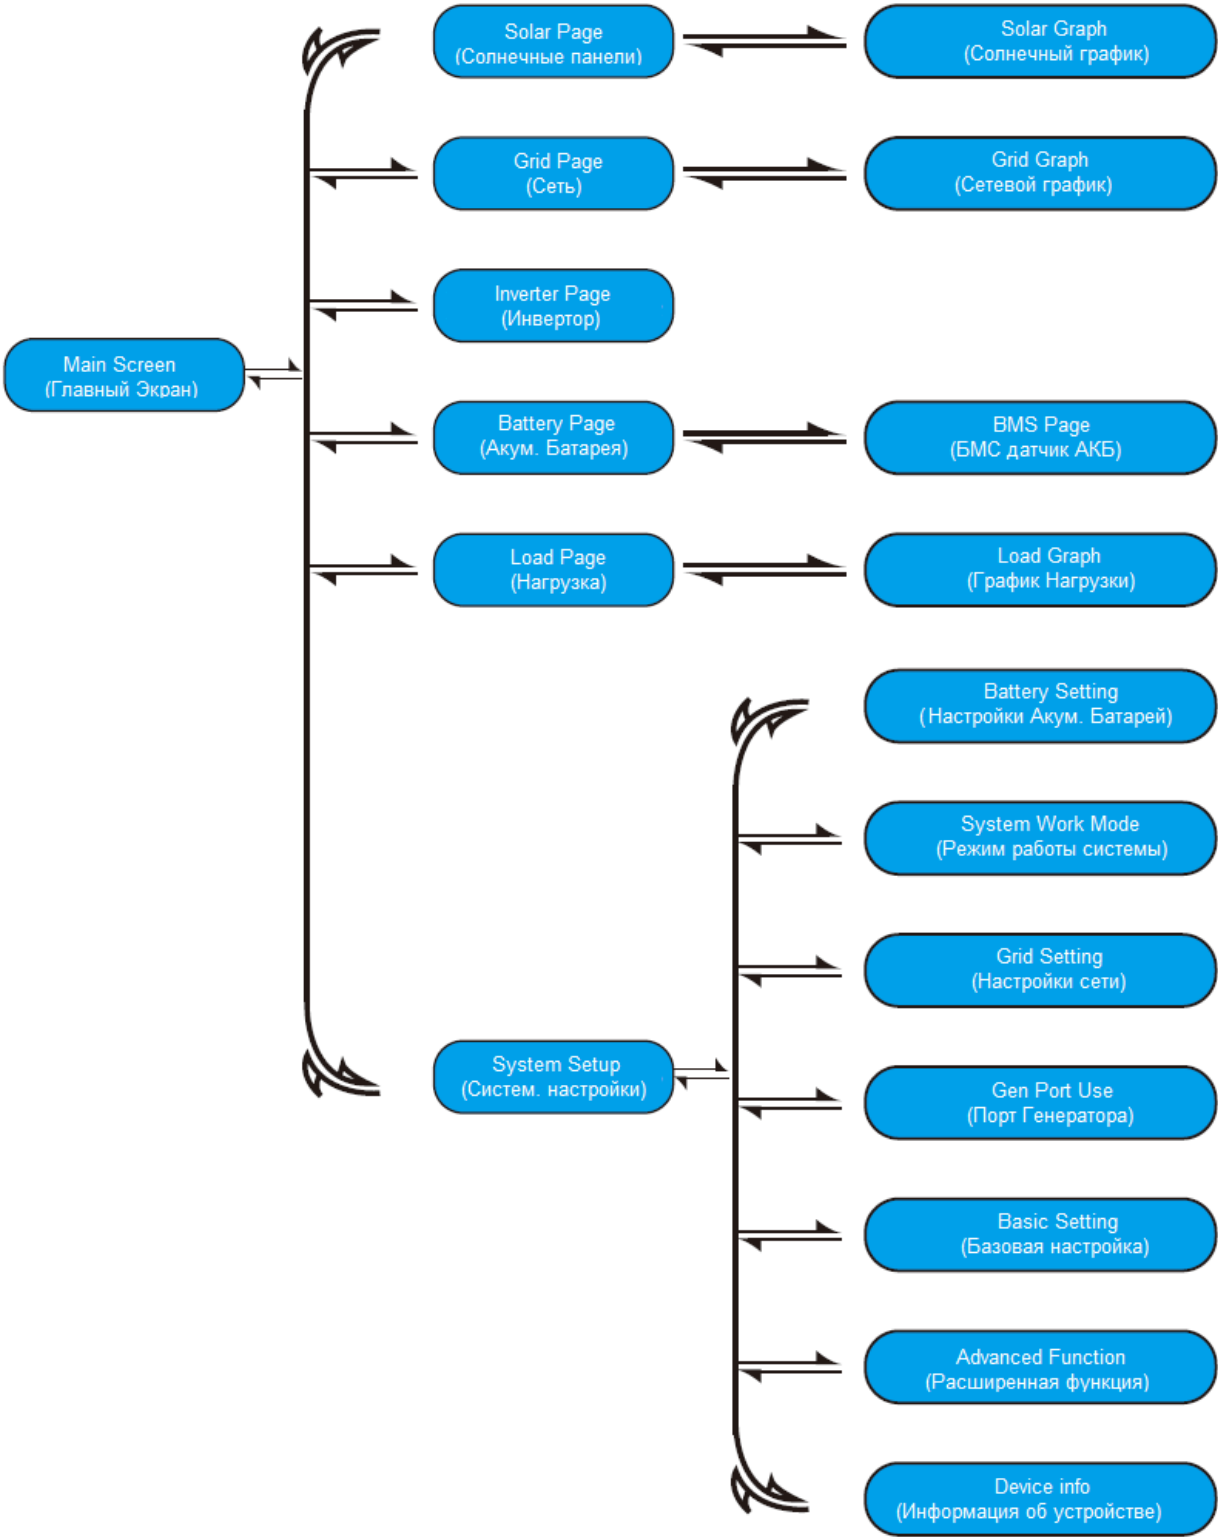 Solar Page
(Солнечные панели)
Solar Graph
(Солнечный график)
Grid Page
(Сеть)
Grid Graph
(Сетевой график)
Inverter Page
(Инвертор)
Main Screen
(Главный Экран)
Battery Page
(Акум. Батарея)
BMS Page
(БМС датчик АКБ)
Load Page
(Нагрузка)
Load Graph
(График Нагрузки)
Battery Setting
(Настройки Акум. Батарей)
System Work Mode
(Режим работы системы)
Grid Setting
(Настройки сети)
System Setup
(Систем. настройки)
Gen Port Use
(Порт Генератора)
Basic Setting
(Базовая настройка)
Advanced Function
(Расширенная функция)
Device info
(Информация об устройстве)